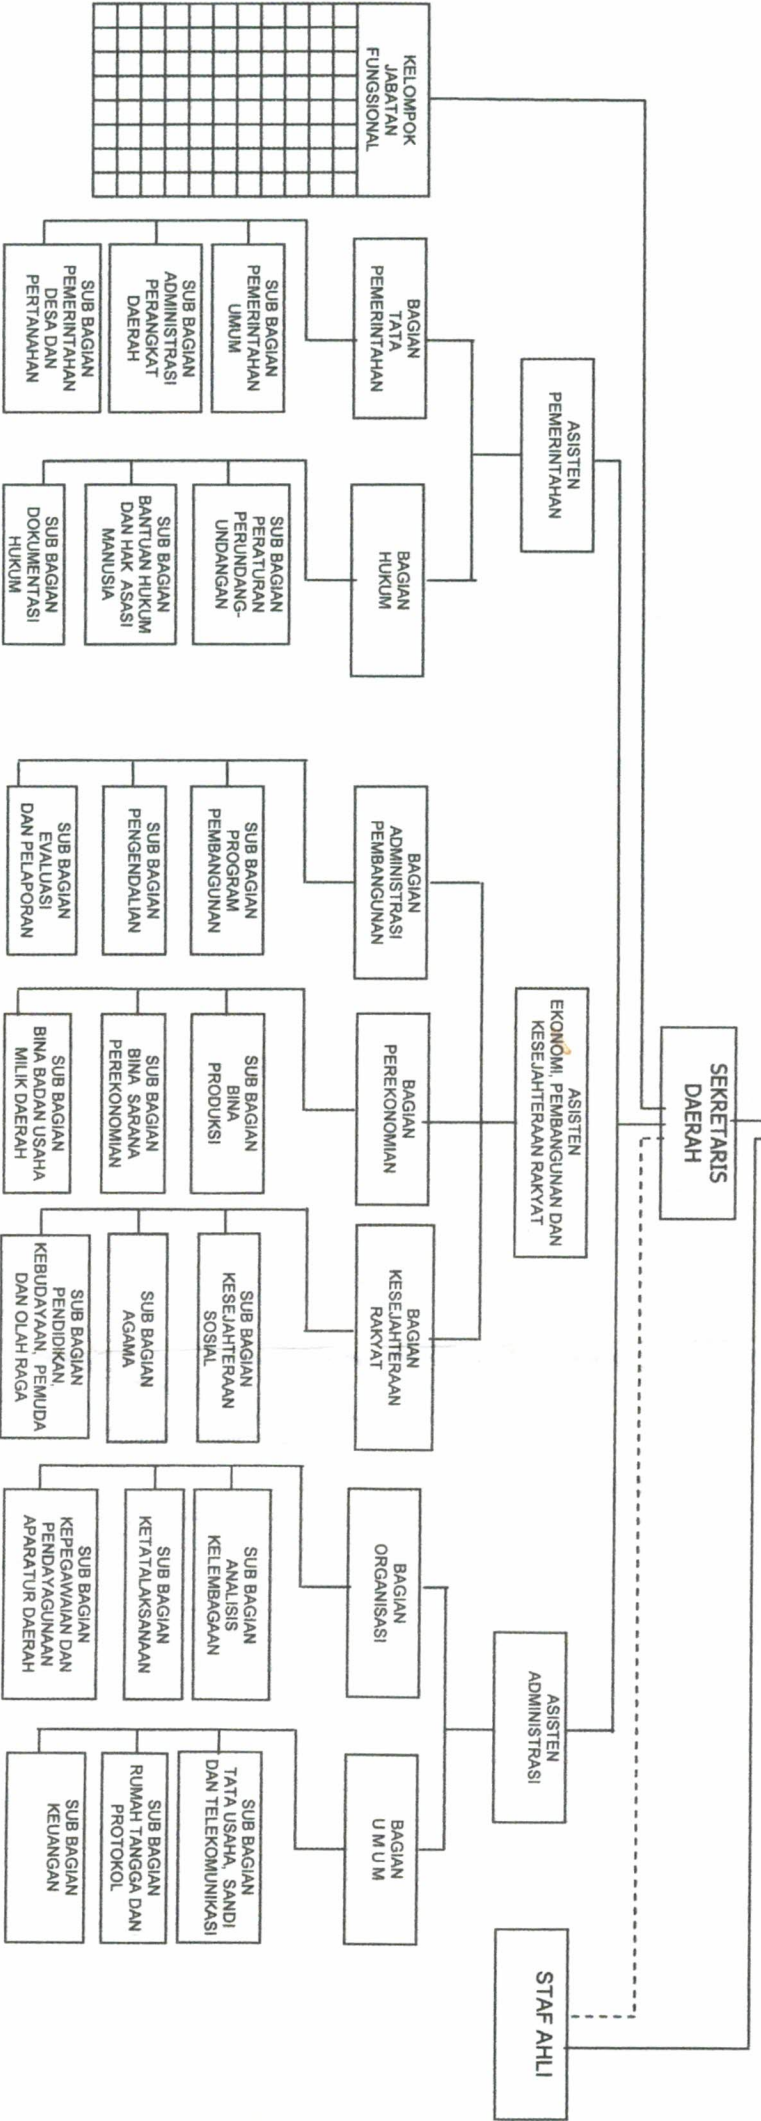 SEKRETARIS
DAERAH
STAF AHLI
KELOMPOK
JABATAN
FUNGSIONAL
ASISTEN
PEMERINTAHAN
BAGIAN
TATA
PEMERINTAHAN
SUB BAGIAN
PEMERINTAHAN
UMUM
SUB BAGIAN
ADMINISTRASI
PERANGKAT
DAERAH
SUB BAGIAN
PEMERINTAHAN
DESA DAN
PERTANAHAN
BAGIAN
HUKUM
SUB BAGIAN
PERATURAN
PERUNDANG-
UNDANGAN
SUB BAGIAN
BANTUAN HUKUM
DAN HAK ASASI
MANUSIA
SUB BAGIAN
DOKUMENTASI
HUKUM
ASISTEN
EKONOMI, PEMBANGUNAN DAN
KESEJAHTERAAN RAKYAT
BAGIAN
ADMINISTRASI
PEMBANGUNAN
SUB BAGIAN
PROGRAM
PEMBANGUNAN
SUB BAGIAN
PENGENDALIAN
SUB BAGIAN
EVALUASI
DAN PELAPORAN
BAGIAN
PEREKONOMIAN
SUB BAGIAN
BINA
PRODUKSI
SUB BAGIAN
BINA SARANA
PEREKONOMIAN
SUB BAGIAN
BINA BADAN USAHA
MILIK DAERAH
BAGIAN
KESEJAHTERAAN
RAKYAT
SUB BAGIAN
KESEJAHTERAAN
SOSIAL
SUB BAGIAN
AGAMA
SUB BAGIAN
PENDIDIKAN,
KEBUDAYAAN, PEMUDA
DAN OLAH RAGA
ASISTEN
ADMINISTRASI
BAGIAN
ORGANISASI
SUB BAGIAN
ANALISIS
KELEMBAGAAN
SUB BAGIAN
KETATALAKSANAAN
SUB BAGIAN
KEPEGAWAIAN DAN
PENDAYAGUNAAN
APARATUR DAERAH
BAGIAN
U M U M
SUB BAGIAN
TATA USAHA, SANDI
DAN TELEKOMUNIKASI
SUB BAGIAN
RUMAH TANGGA DAN
PROTOKOL
SUB BAGIAN
KEUANGAN